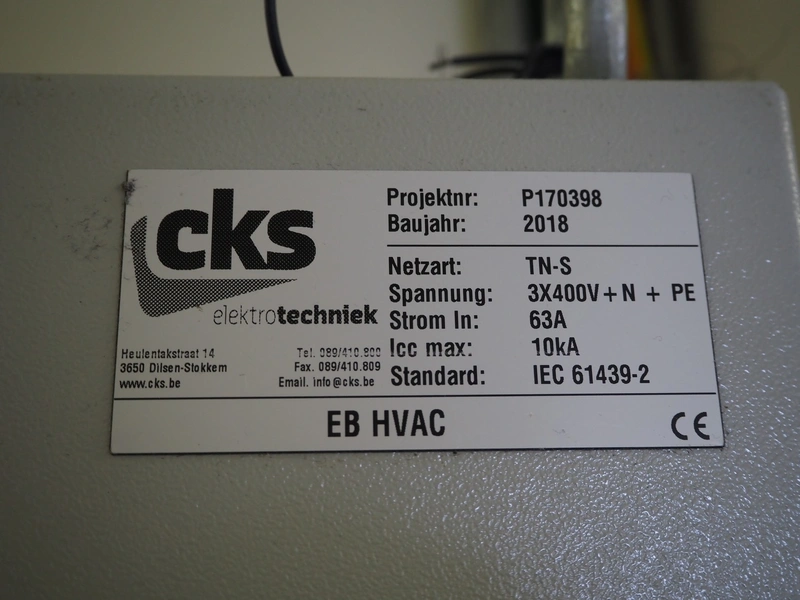 cks
elektrotechniek
Heulentakstraat 14
3650 Dilsen-Stokkem
www.cks.be
Tel. 089/410.800
Fax. 089/410.809
Email. info@cks.be
Projektnr: P170398
Baujahr: 2018
Netzart: TN-S
Spannung: 3X400V+N + PE
Strom In: 63A
Icc max: 10kA
Standard: IEC 61439-2
EB HVAC
CE